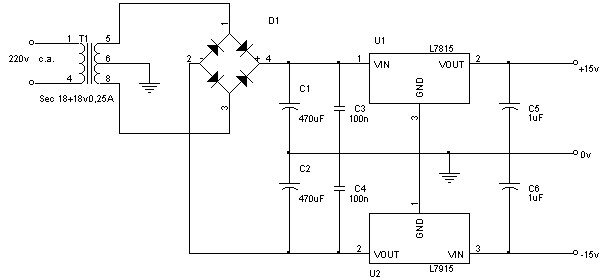 D1
1 T1 5
220v c.a. 6
4 8
Sec 18+18v0,25A
1
2 - + 4
3
U1 L7815
1 VIN VOUT 2 +15v
GND
3
C1 470uF
C3 100n
C5 1uF
0v
C2 470uF
C4 100n
C6 1uF
1
GND
2 VOUT VIN 3 -15v
U2 L7915